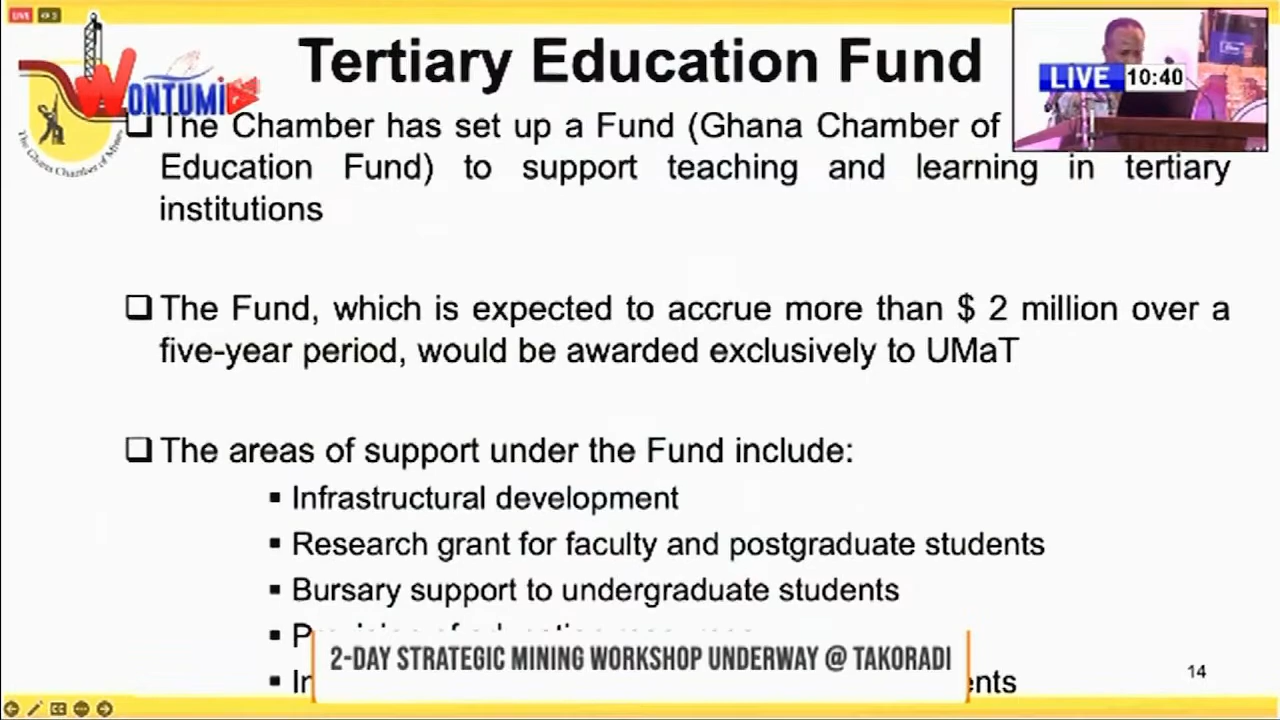 LIVE
3
Tertiary Education Fund
LIVE 10:40
WONTUMI
The Ghana Chamber of Mines
❑ The Chamber has set up a Fund (Ghana Chamber of
Education Fund) to support teaching and learning in tertiary
institutions
❑ The Fund, which is expected to accrue more than $ 2 million over a
five-year period, would be awarded exclusively to UMaT
❑ The areas of support under the Fund include:
▪ Infrastructural development
▪ Research grant for faculty and postgraduate students
▪ Bursary support to undergraduate students
2-DAY STRATEGIC MINING WORKSHOP UNDERWAY @ TAKORADI
14